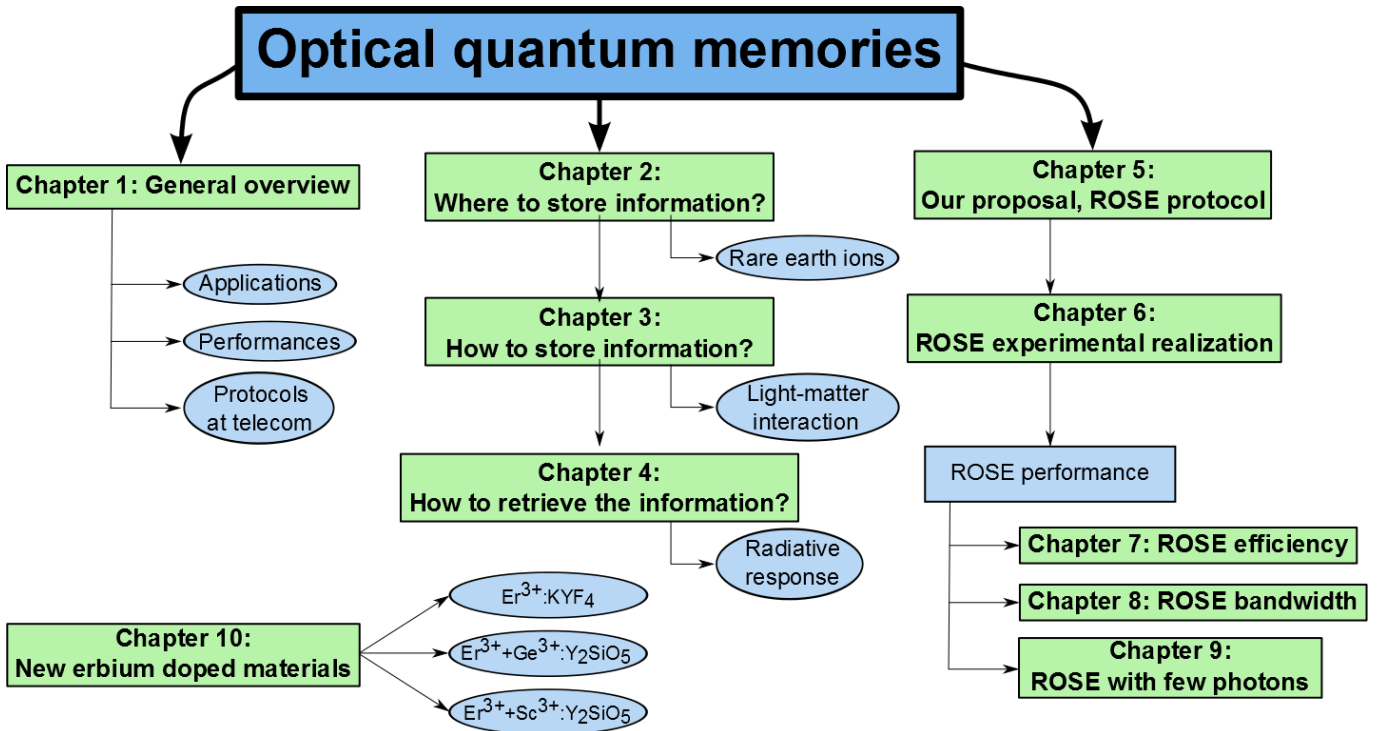 Optical quantum memories
Chapter 1: General overview
Applications
Performances
Protocols
at telecom
Chapter 2:
Where to store information?
Rare earth ions
Chapter 3:
How to store information?
Light-matter
interaction
Chapter 4:
How to retrieve the information?
Radiative
response
Chapter 5:
Our proposal, ROSE protocol
Chapter 6:
ROSE experimental realization
ROSE performance
Chapter 7: ROSE efficiency
Chapter 8: ROSE bandwidth
Chapter 9:
ROSE with few photons
Chapter 10:
New erbium doped materials
Er³⁺:KYF₄
Er³⁺+Ge³⁺:Y₂SiO₅
Er³⁺+Sc³⁺:Y₂SiO₅